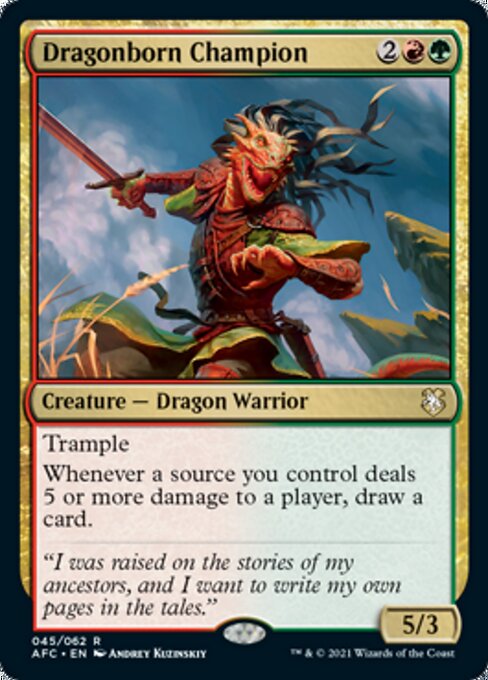 Dragonborn Champion 2
Creature — Dragon Warrior
Trample
Whenever a source you control deals
5 or more damage to a player, draw a
card.
“I was raised on the stories of my
ancestors, and I want to write my own
pages in the tales.”
5/3
045/062 R
AFC • EN Andrey Kuzinskiy
™ & © 2021 Wizards of the Coast